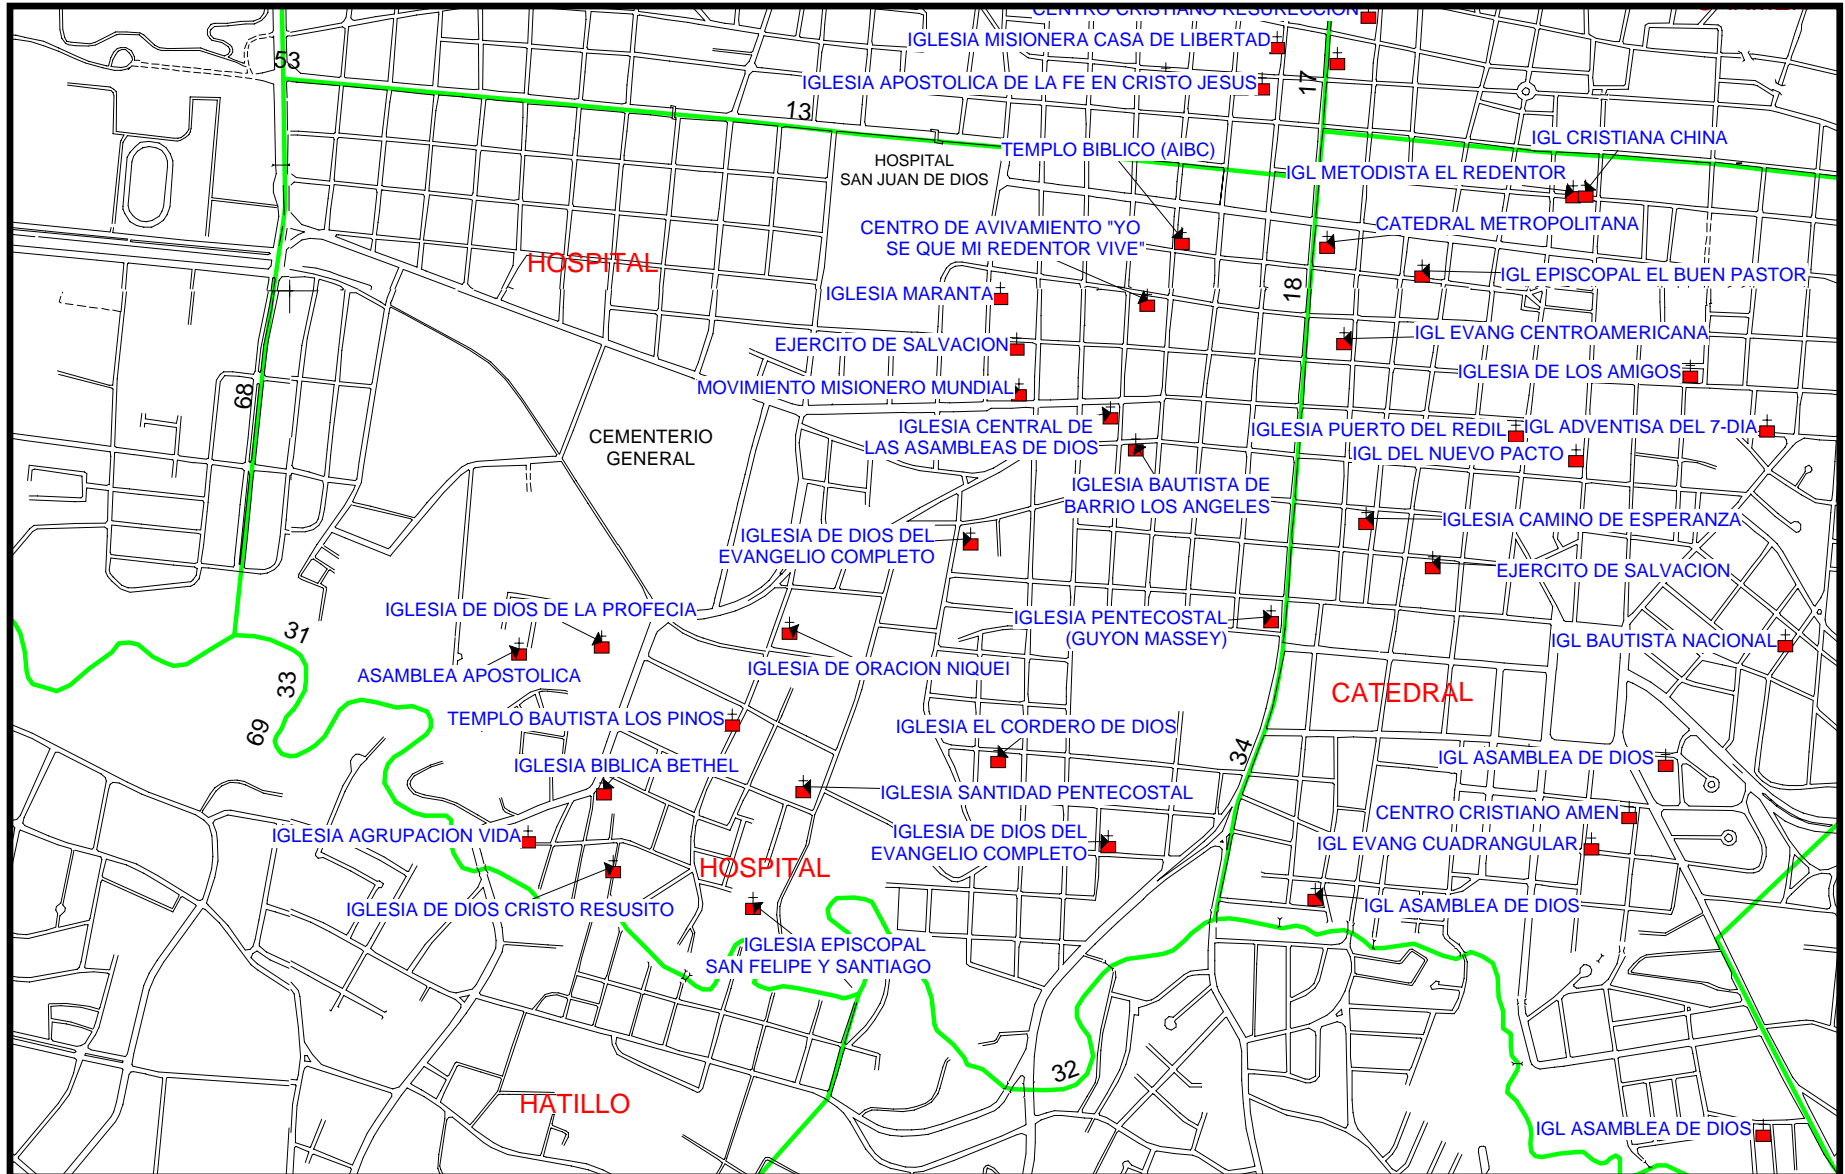 CENTRO CRISTIANO RESURECCION
IGLESIA MISIONERA CASA DE LIBERTAD
53
17
IGLESIA APOSTOLICA DE LA FE EN CRISTO JESUS
13
IGL CRISTIANA CHINA
TEMPLO BIBLICO (AIBC)
HOSPITAL
SAN JUAN DE DIOS
IGL METODISTA EL REDENTOR
CENTRO DE AVIVAMIENTO "YO
SE QUE MI REDENTOR VIVE"
CATEDRAL METROPOLITANA
HOSPITAL
IGL EPISCOPAL EL BUEN PASTOR
IGLESIA MARANTA
18
IGL EVANG CENTROAMERICANA
EJERCITO DE SALVACION
IGLESIA DE LOS AMIGOS
MOVIMIENTO MISIONERO MUNDIAL
68
CEMENTERIO
GENERAL
IGLESIA CENTRAL DE
LAS ASAMBLEAS DE DIOS
IGLESIA PUERTO DEL REDIL
IGL ADVENTISA DEL 7-DIA
IGL DEL NUEVO PACTO
IGLESIA BAUTISTA DE
BARRIO LOS ANGELES
IGLESIA CAMINO DE ESPERANZA
IGLESIA DE DIOS DEL
EVANGELIO COMPLETO
EJERCITO DE SALVACION
IGLESIA DE DIOS DE LA PROFECIA
IGLESIA PENTECOSTAL
(GUYON MASSEY)
31
IGL BAUTISTA NACIONAL
ASAMBLEA APOSTOLICA
IGLESIA DE ORACION NIQUEI
33
CATEDRAL
TEMPLO BAUTISTA LOS PINOS
IGLESIA EL CORDERO DE DIOS
69
34
IGLESIA BIBLICA BETHEL
IGL ASAMBLEA DE DIOS
IGLESIA SANTIDAD PENTECOSTAL
CENTRO CRISTIANO AMEN
IGLESIA AGRUPACION VIDA
IGLESIA DE DIOS DEL
EVANGELIO COMPLETO
IGL EVANG CUADRANGULAR
HOSPITAL
IGLESIA DE DIOS CRISTO RESUSITO
IGL ASAMBLEA DE DIOS
IGLESIA EPISCOPAL
SAN FELIPE Y SANTIAGO
32
HATILLO
IGL ASAMBLEA DE DIOS